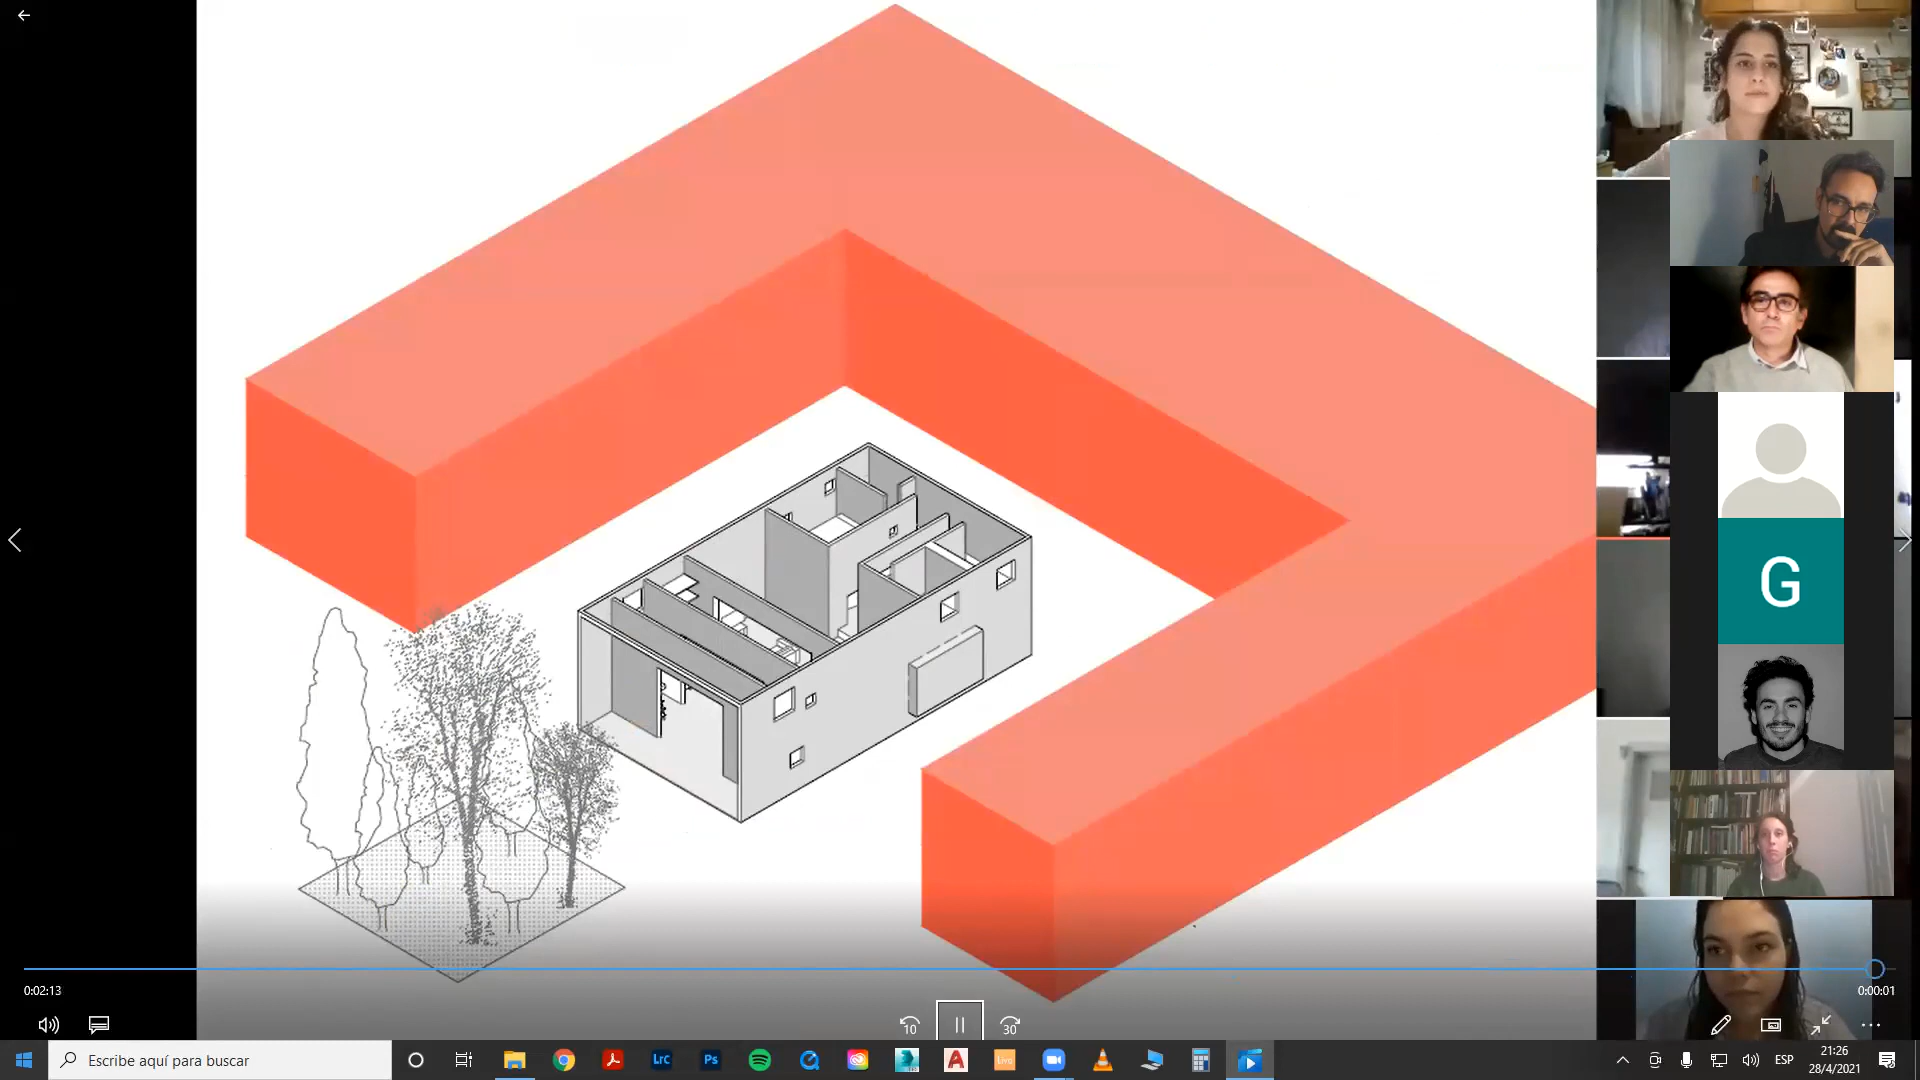 G
0:02:13
0:00:01
10
30
Escribe aquí para buscar
Lrc
Ps
Live
ESP
21:26
28/4/2021